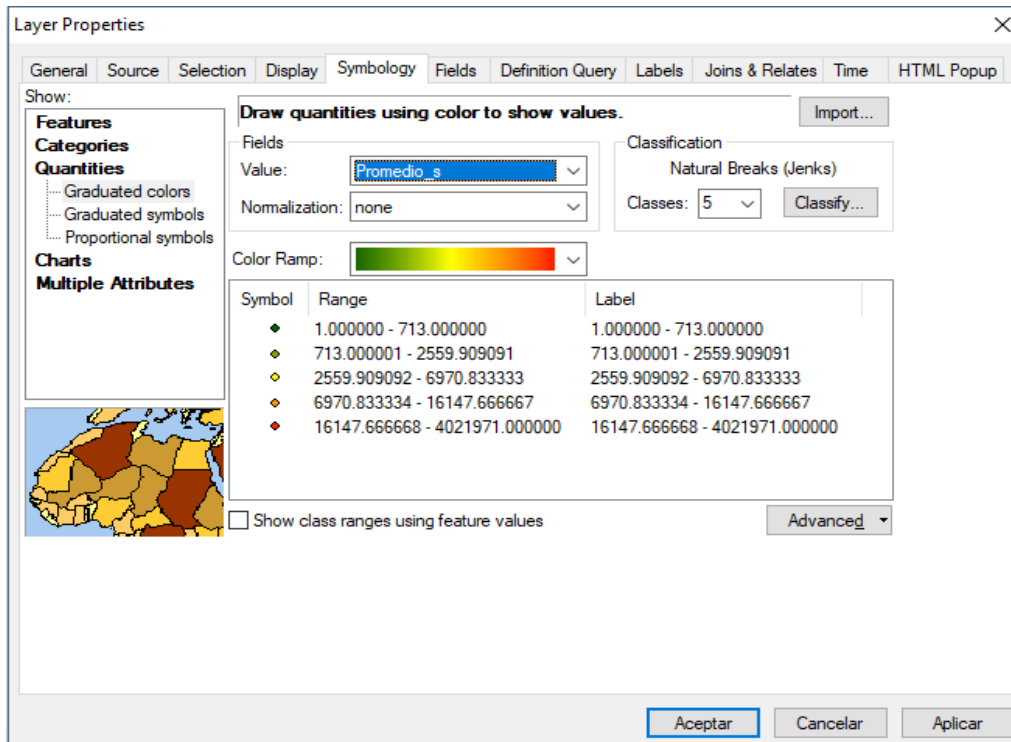 Layer Properties
General Source Selection Display Symbology Fields Definition Query Labels Joins & Relates Time HTML Popup
Show:
Features
Categories
Quantities
Graduated colors
Graduated symbols
Proportional symbols
Charts
Multiple Attributes
Draw quantities using color to show values.
Import...
Fields
Value: Promedio_s
Normalization: none
Classification
Natural Breaks (Jenks)
Classes: 5 Classify...
Color Ramp:
Symbol Range Label
1.000000 - 713.000000 1.000000 - 713.000000
713.000001 - 2559.909091 713.000001 - 2559.909091
2559.909092 - 6970.833333 2559.909092 - 6970.833333
6970.833334 - 16147.666667 6970.833334 - 16147.666667
16147.666668 - 4021971.000000 16147.666668 - 4021971.000000
Show class ranges using feature values
Advanced
Aceptar Cancelar Aplicar